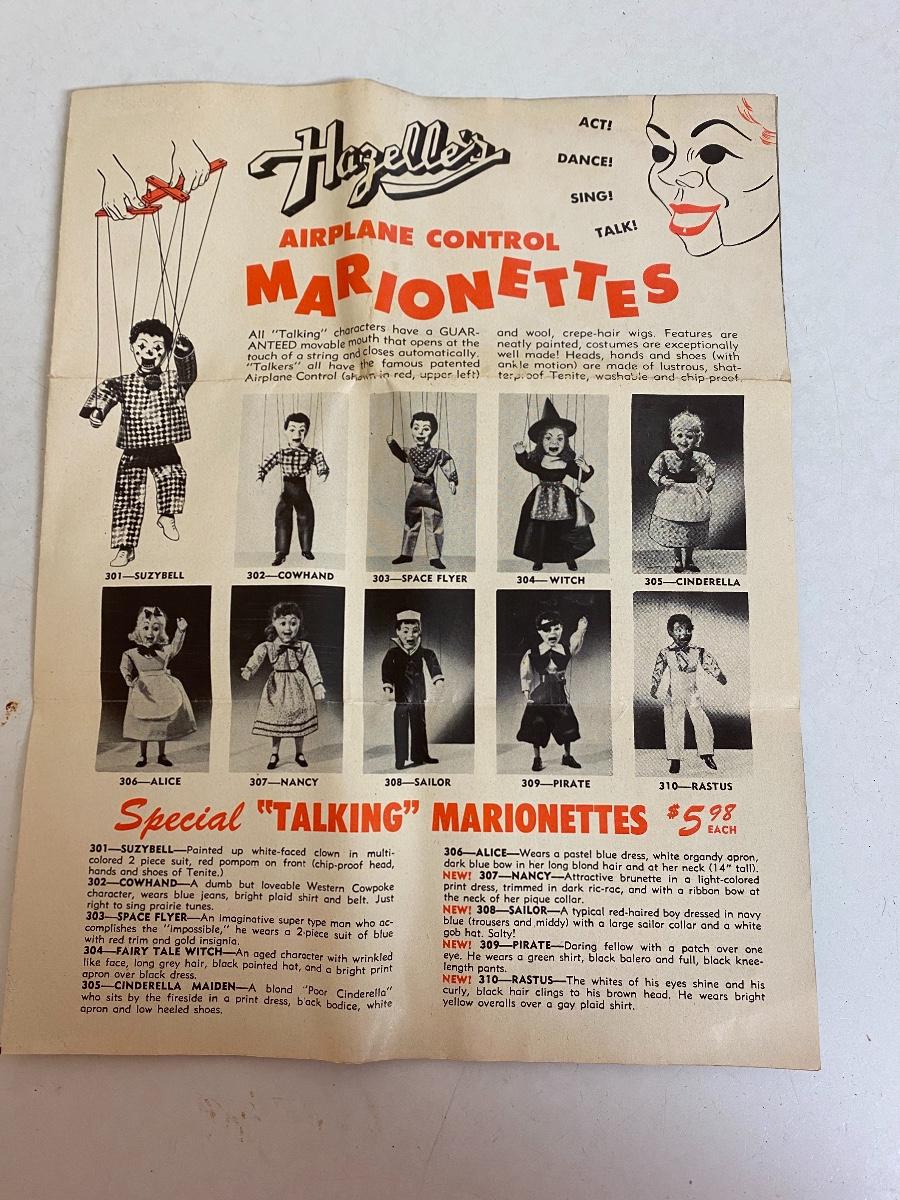 Hazelle's
ACT!
DANCE!
SING!
TALK!
AIRPLANE CONTROL
MARIONETTES
All "Talking" characters have a GUAR-
ANTEED movable mouth that opens at the
touch of a string and closes automatically.
"Talkers" all have the famous patented
Airplane Control (shown in red, upper left)
and wool, crepe-hair wigs. Features are
neatly painted, costumes are exceptionally
well made! Heads, hands and shoes (with
ankle motion) are made of lustrous, shat-
terproof Tenite, washable and chip-proof.
301—SUZYBELL
302—COWHAND
303—SPACE FLYER
304—WITCH
305—CINDERELLA
306—ALICE
307—NANCY
308—SAILOR
309—PIRATE
310—RASTUS
Special "TALKING" MARIONETTES $5.98 EACH
301—SUZYBELL—Painted up white-faced clown in multi-
colored 2 piece suit, red pompom on front (chip-proof head,
hands and shoes of Tenite.)
302—COWHAND—A dumb but loveable Western Cowpoke
character, wears blue jeans, bright plaid shirt and belt. Just
right to sing prairie tunes.
303—SPACE FLYER—An imaginative super type man who ac-
complishes the "impossible," he wears a 2-piece suit of blue
with red trim and gold insignia.
304—FAIRY TALE WITCH—An aged character with wrinkled
like face, long grey hair, black pointed hat, and a bright print
apron over black dress.
305—CINDERELLA MAIDEN—A blond "Poor Cinderella"
who sits by the fireside in a print dress, black bodice, white
apron and low heeled shoes.
306—ALICE—Wears a pastel blue dress, white organdy apron,
dark blue bow in her long blond hair and at her neck (14" tall).
NEW! 307—NANCY—Attractive brunette in a light-colored
print dress, trimmed in dark ric-rac, and with a ribbon bow at
the neck of her pique collar.
NEW! 308—SAILOR—A typical red-haired boy dressed in navy
blue (trousers and middy) with a large sailor collar and a white
gob hat. Salty!
NEW! 309—PIRATE—Daring fellow with a patch over one
eye. He wears a green shirt, black balero and full, black knee-
length pants.
NEW! 310—RASTUS—The whites of his eyes shine and his
curly, black hair clings to his brown head. He wears bright
yellow overalls over a gay plaid shirt.